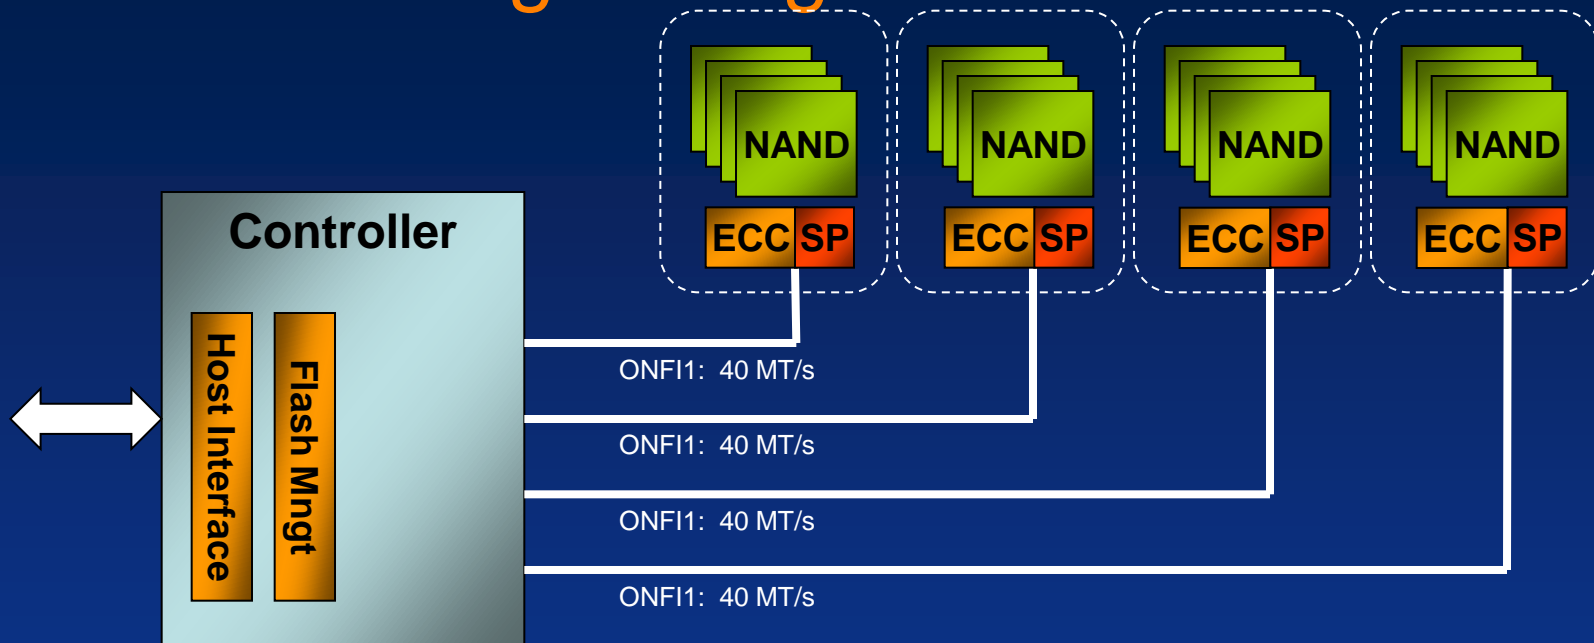 NAND NAND NAND NAND
ECC SP ECC SP ECC SP ECC SP
Controller
Host Interface
Flash Mngt
ONFI1: 40 MT/s
ONFI1: 40 MT/s
ONFI1: 40 MT/s
ONFI1: 40 MT/s